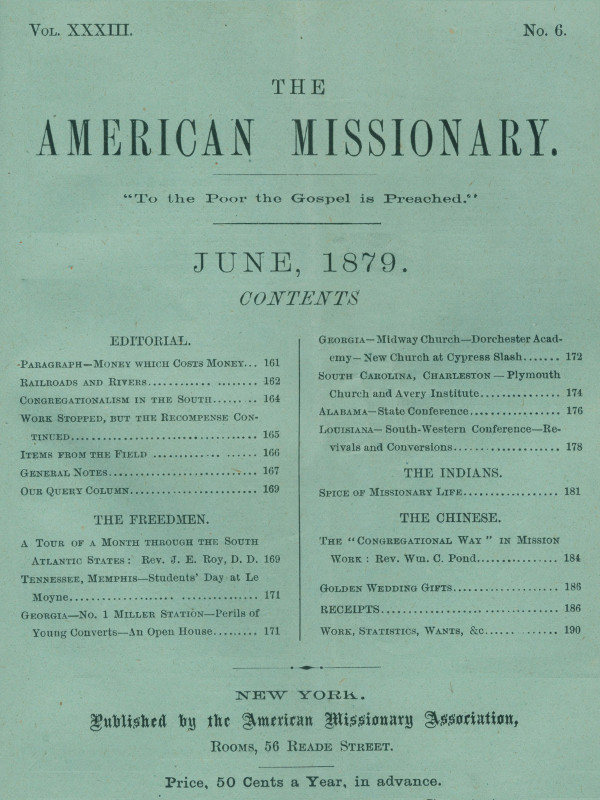 VOL. XXXIII.
No. 6.
THE
AMERICAN MISSIONARY.
"To the Poor the Gospel is Preached."
JUNE, 1879.
CONTENTS
EDITORIAL.
PARAGRAPH—MONEY WHICH COSTS MONEY... 161
RAILROADS AND RIVERS.................... 162
CONGREGATIONALISM IN THE SOUTH........ 164
WORK STOPPED, BUT THE RECOMPENSE CON-
TINUED................................... 165
ITEMS FROM THE FIELD .................. 166
GENERAL NOTES............................ 167
OUR QUERY COLUMN........................ 169
THE FREEDMEN.
A TOUR OF A MONTH THROUGH THE SOUTH
ATLANTIC STATES: Rev. J. E. Roy, D. D. 169
TENNESSEE, MEMPHIS—Students' Day at Le
Moyne................................... 171
GEORGIA—NO. 1 MILLER STATION—Perils of
Young Converts—An Open House......... 171
GEORGIA—Midway Church—Dorchester Acad-
emy—New Church at Cypress Slash....... 172
SOUTH CAROLINA, CHARLESTON—Plymouth
Church and Avery Institute............... 174
ALABAMA—State Conference................. 176
LOUISIANA—South-Western Conference—Re-
vivals and Conversions.................... 178
THE INDIANS.
SPICE OF MISSIONARY LIFE.................. 181
THE CHINESE.
THE "CONGREGATIONAL WAY" IN MISSION
WORK: Rev. Wm. C. Pond............... 184
GOLDEN WEDDING GIFTS.................... 186
RECEIPTS................................. 186
WORK, STATISTICS, WANTS, &c............. 190
NEW YORK.
Published by the American Missionary Association,
ROOMS, 56 READE STREET.
Price, 50 Cents a Year, in advance.